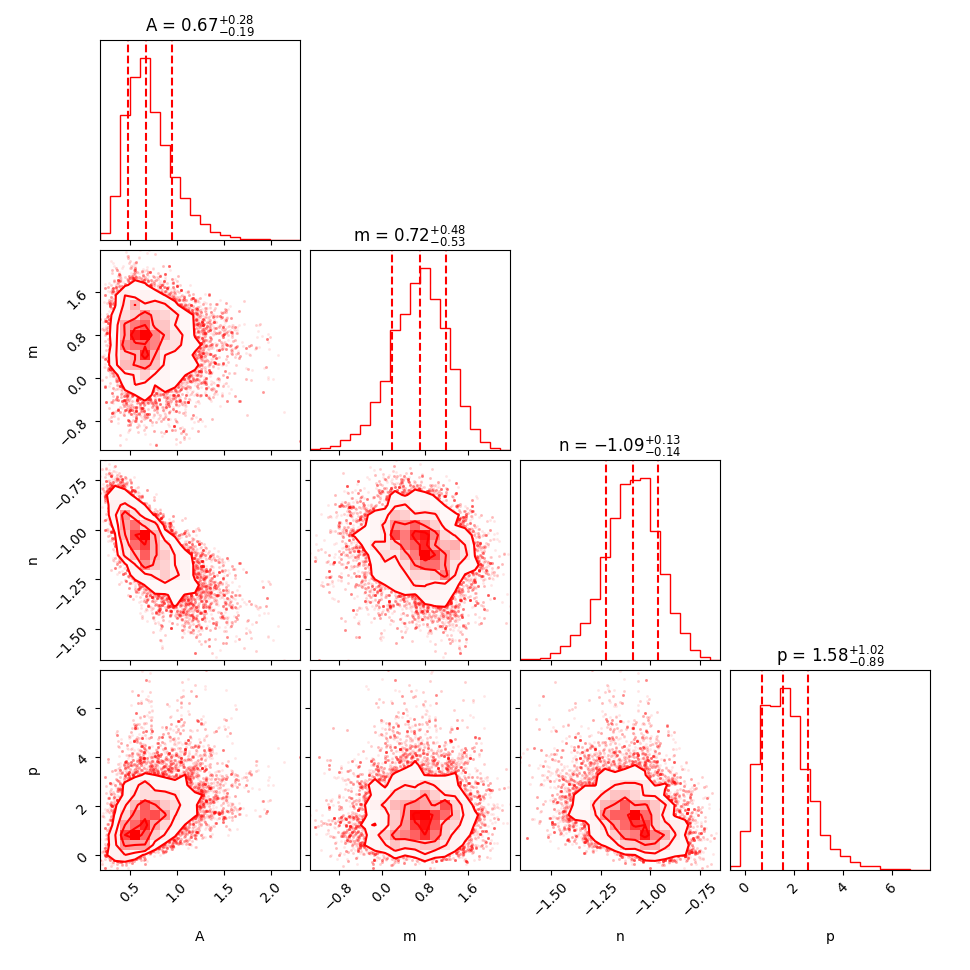 A = 0.67+0.28−0.19
m = 0.72+0.48−0.53
1.6
0.8
0.0
−0.8
m
n = −1.09+0.13−0.14
−0.75
−1.00
−1.25
−1.50
n
p = 1.58+1.02−0.89
6
4
2
0
p
0.5 1.0 1.5 2.0
−0.8 0.0 0.8 1.6
−1.50 −1.25 −1.00 −0.75
0 2 4 6
A m n p